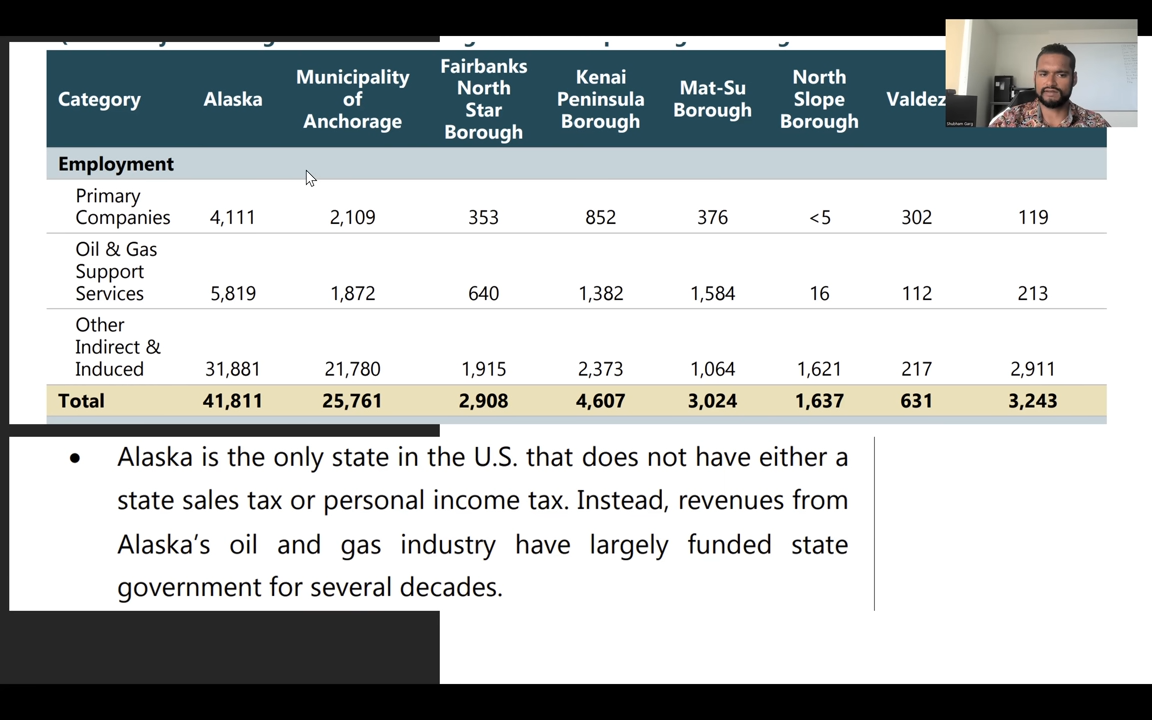 Category Alaska Municipality of Anchorage Fairbanks North Star Borough Kenai Peninsula Borough Mat-Su Borough North Slope Borough Valdez
Employment
Primary Companies 4,111 2,109 353 852 376 <5 302 119
Oil & Gas Support Services 5,819 1,872 640 1,382 1,584 16 112 213
Other Indirect & Induced 31,881 21,780 1,915 2,373 1,064 1,621 217 2,911
Total 41,811 25,761 2,908 4,607 3,024 1,637 631 3,243
• Alaska is the only state in the U.S. that does not have either a
state sales tax or personal income tax. Instead, revenues from
Alaska's oil and gas industry have largely funded state
government for several decades.
Shubham Garg